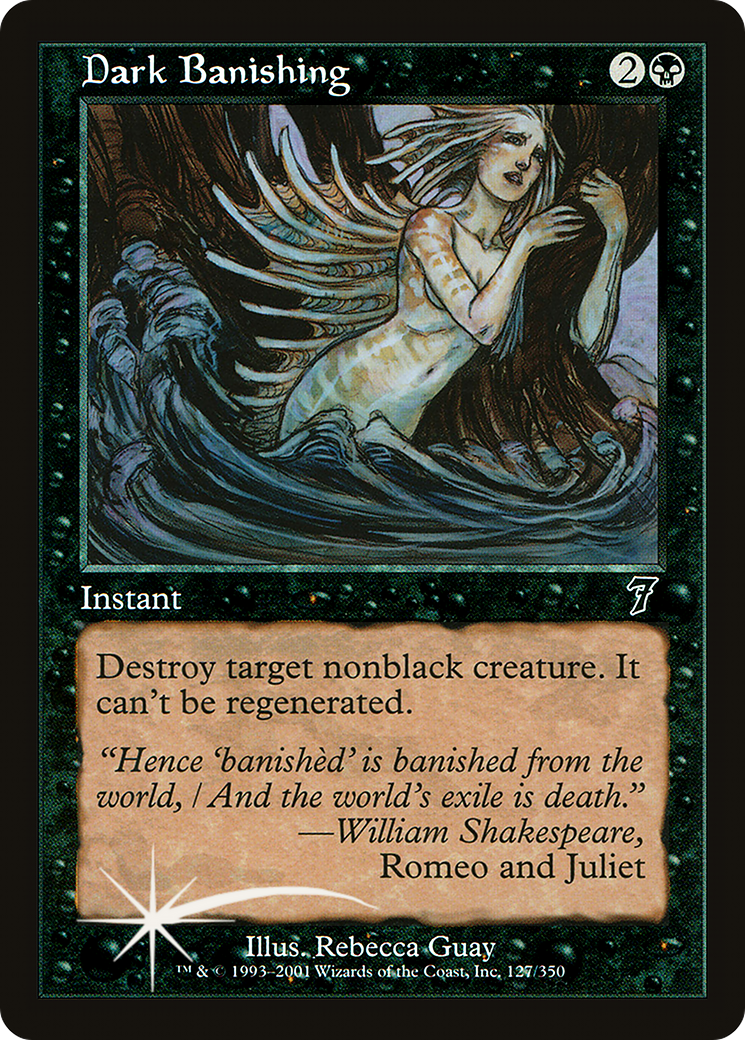 Dark Banishing 2
Instant 7
Destroy target nonblack creature. It
can't be regenerated.
“Hence ‘banishèd’ is banished from the
world, / And the world's exile is death.”
—William Shakespeare,
Romeo and Juliet
Illus. Rebecca Guay
™ & © 1993–2001 Wizards of the Coast, Inc. 127/350